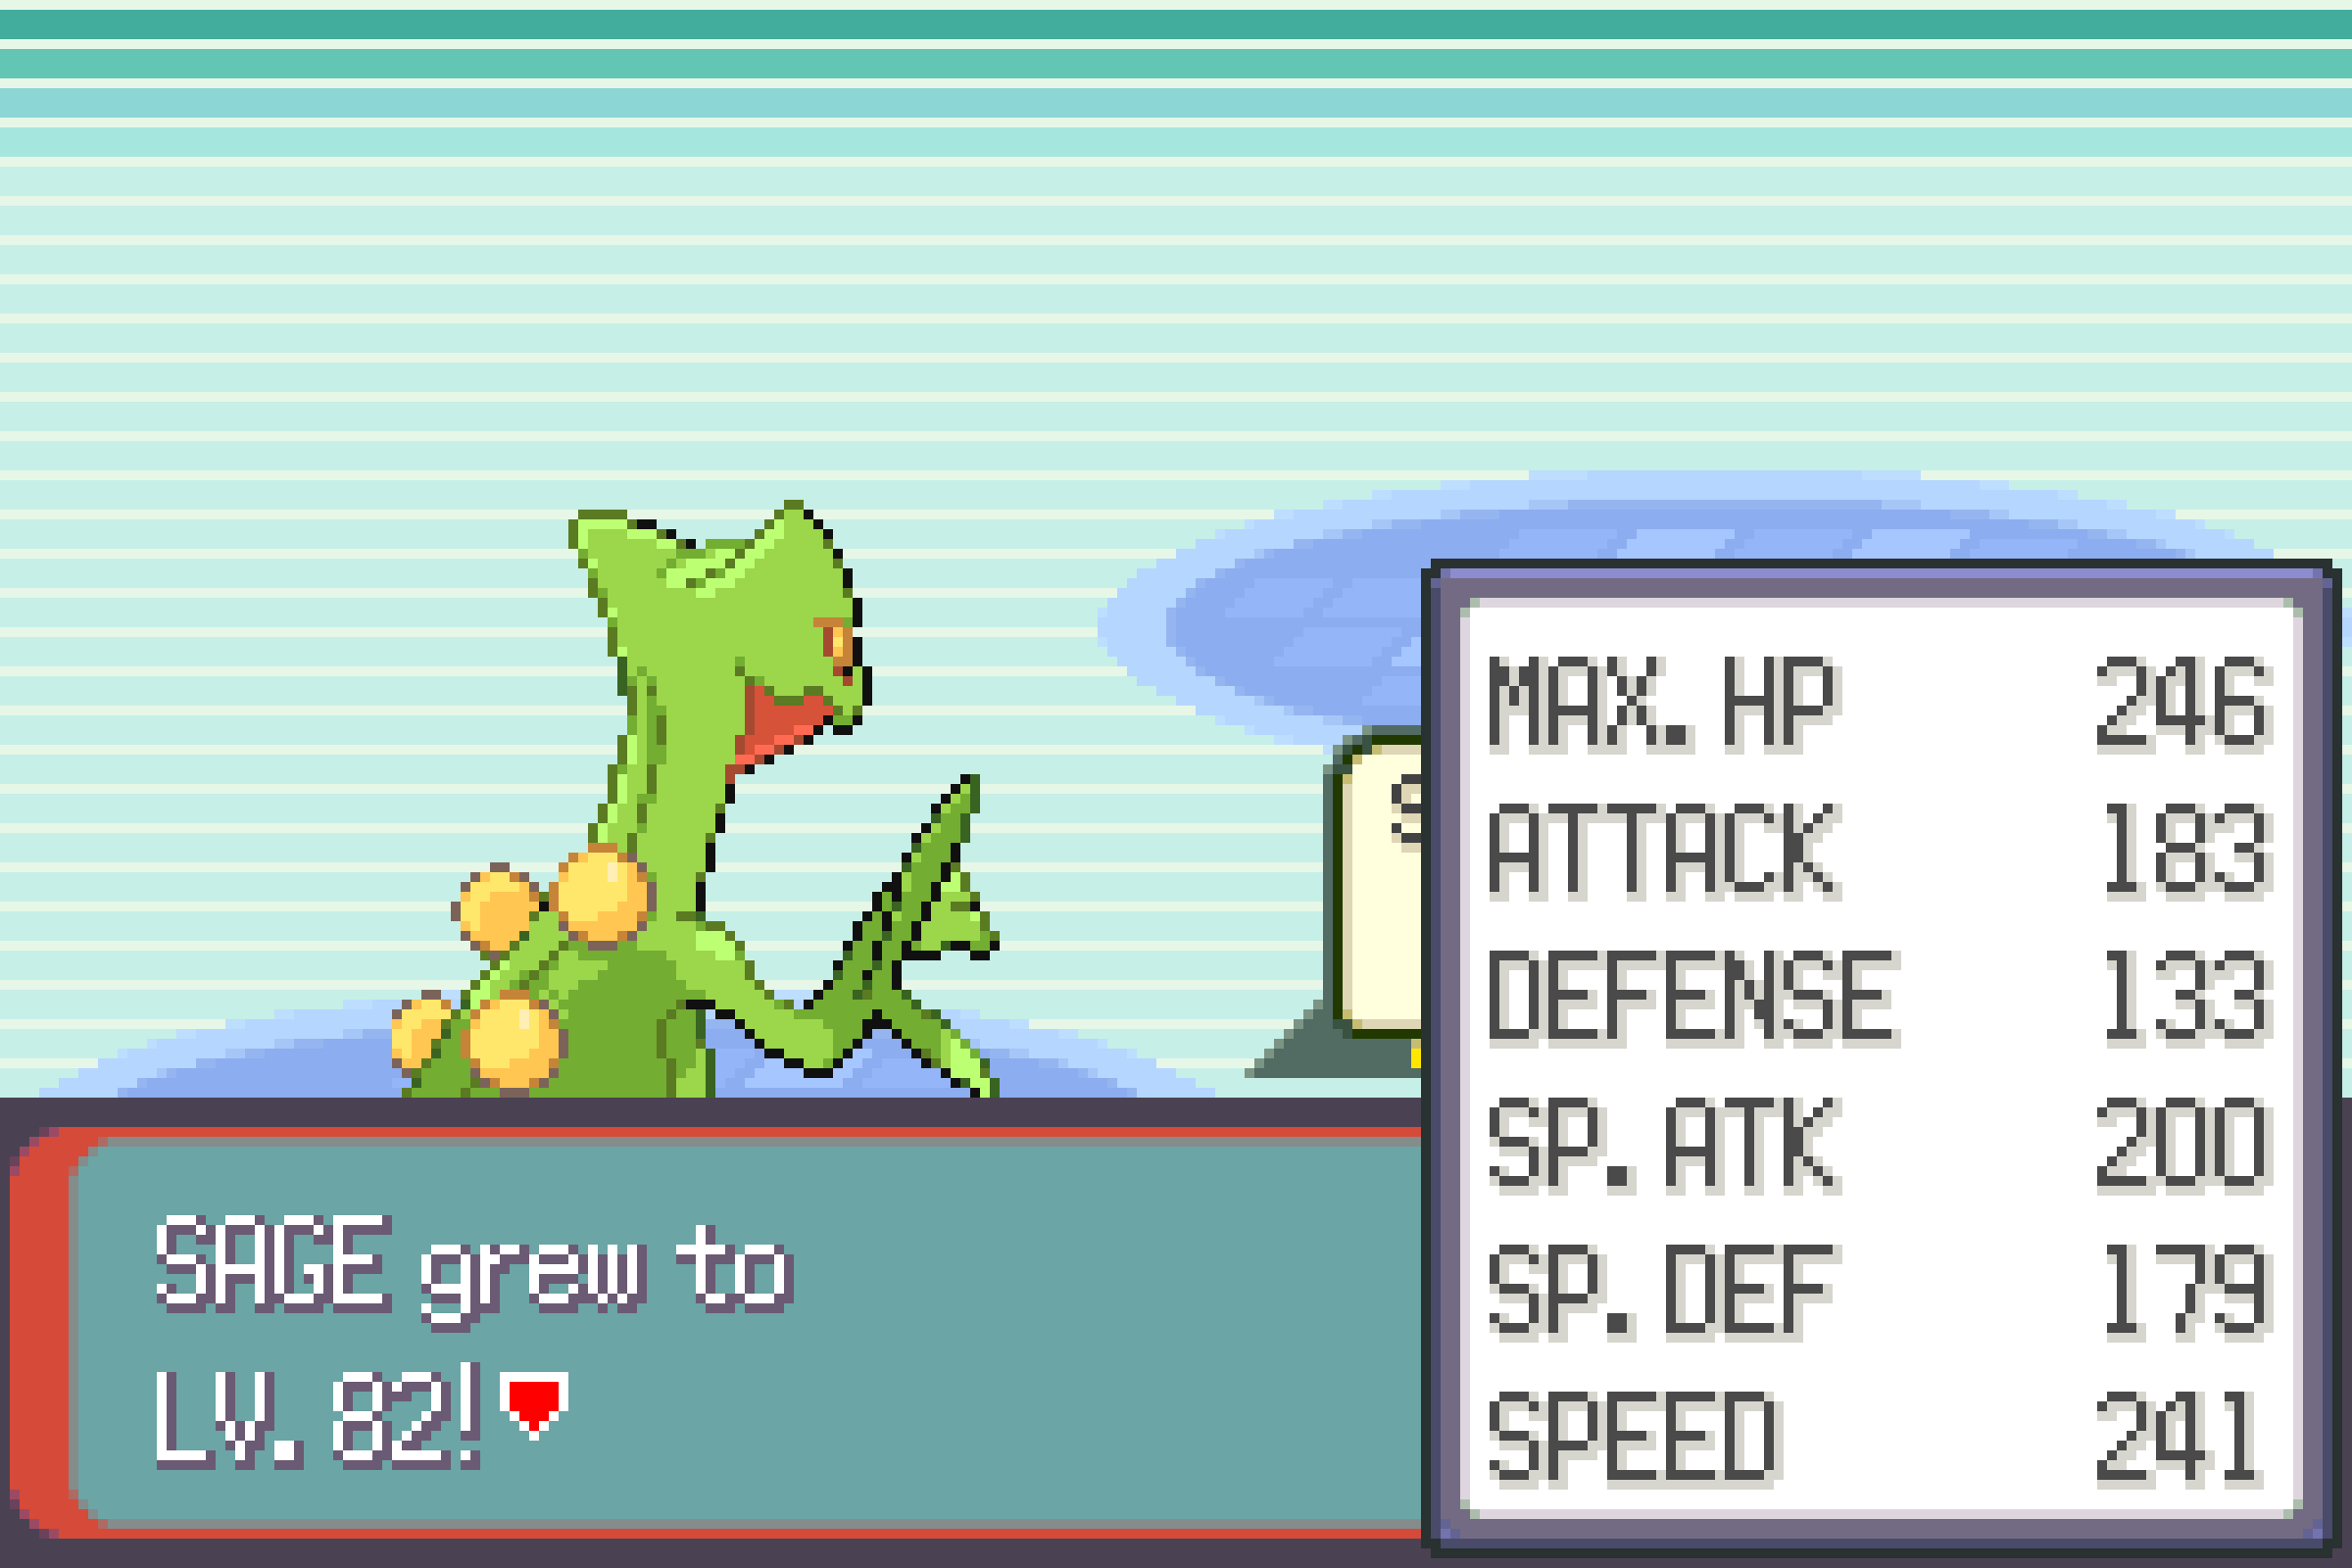 MAX. HP 246
ATTACK 183
DEFENSE 133
SP. ATK 200
SP. DEF 179
SPEED 241
SAGE grew to
LV. 82!